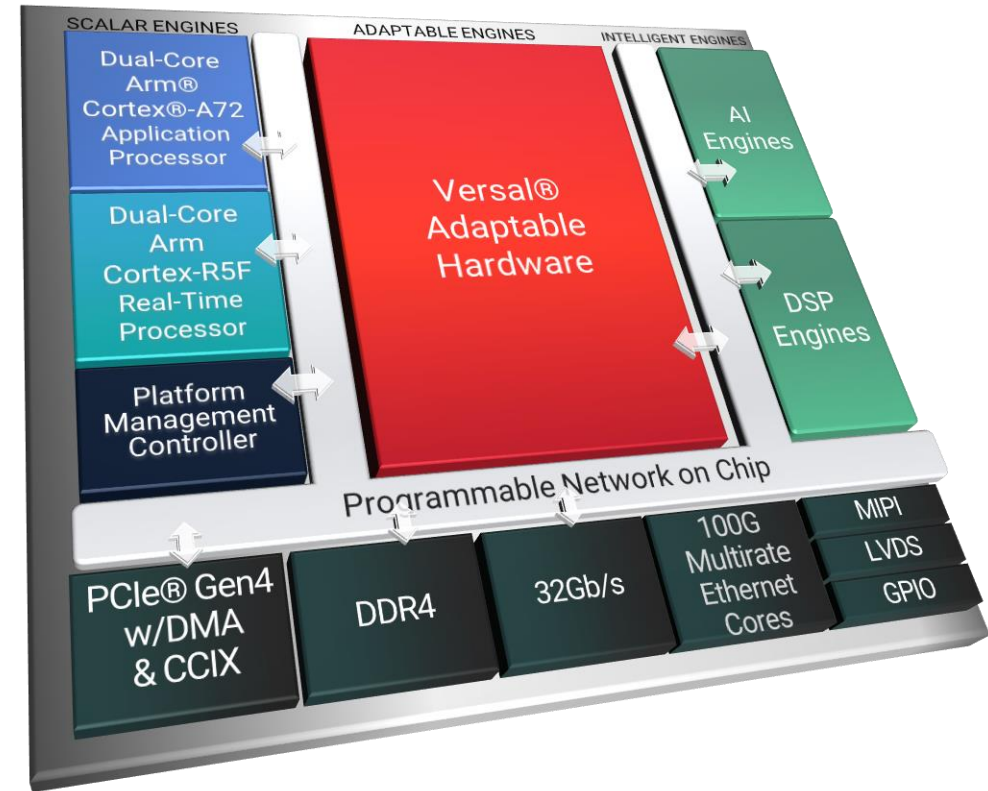 SCALAR ENGINES
ADAPTABLE ENGINES
INTELLIGENT ENGINES
Dual-Core
Arm®
Cortex®-A72
Application
Processor
Dual-Core
Arm
Cortex-R5F
Real-Time
Processor
Platform
Management
Controller
Versal®
Adaptable
Hardware
AI
Engines
DSP
Engines
Programmable Network on Chip
PCIe® Gen4
w/DMA
& CCIX
DDR4
32Gb/s
100G
Multirate
Ethernet
Cores
MIPI
LVDS
GPIO